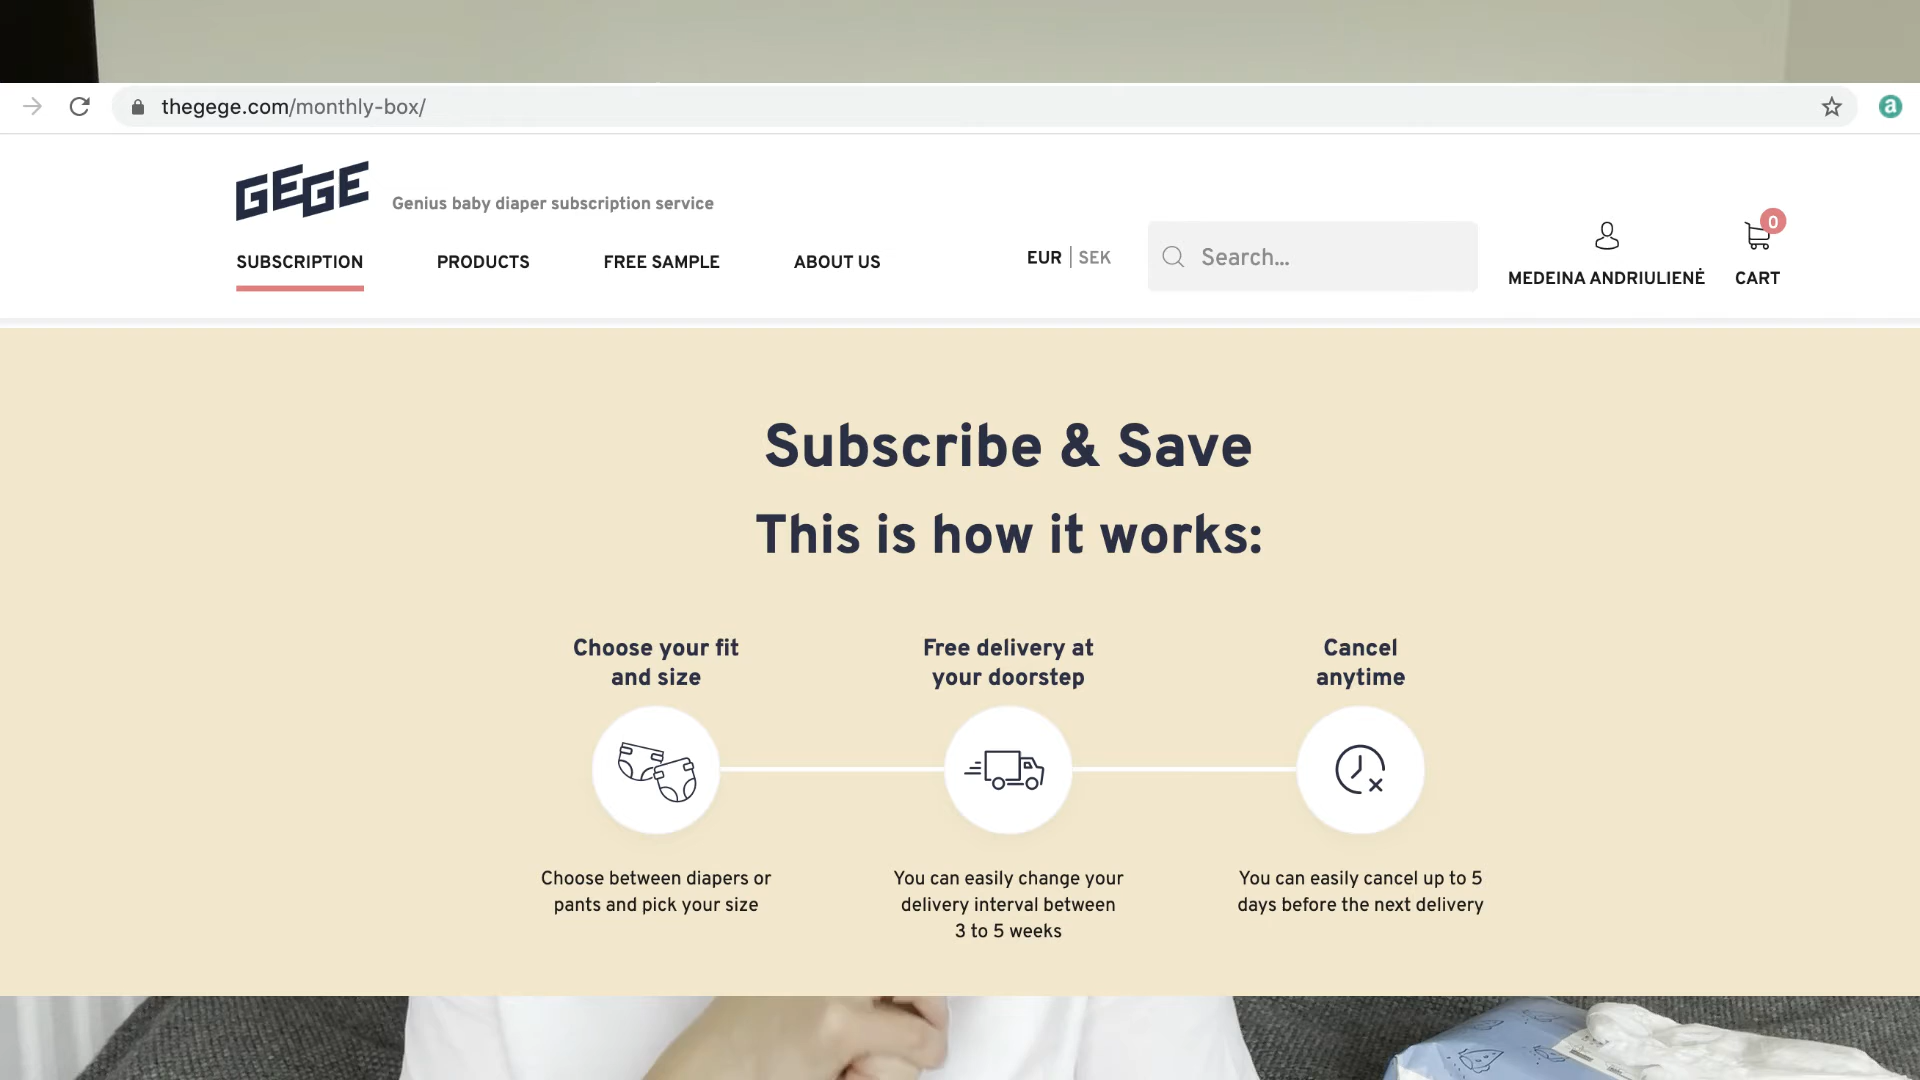 thegege.com/monthly-box/
a
GEGE
Genius baby diaper subscription service
SUBSCRIPTION
PRODUCTS
FREE SAMPLE
ABOUT US
EUR | SEK
Search...
MEDEINA ANDRIULIENĖ
0
CART
Subscribe & Save
This is how it works:
Choose your fit
and size
Free delivery at
your doorstep
Cancel
anytime
Choose between diapers or
pants and pick your size
You can easily change your
delivery interval between
3 to 5 weeks
You can easily cancel up to 5
days before the next delivery